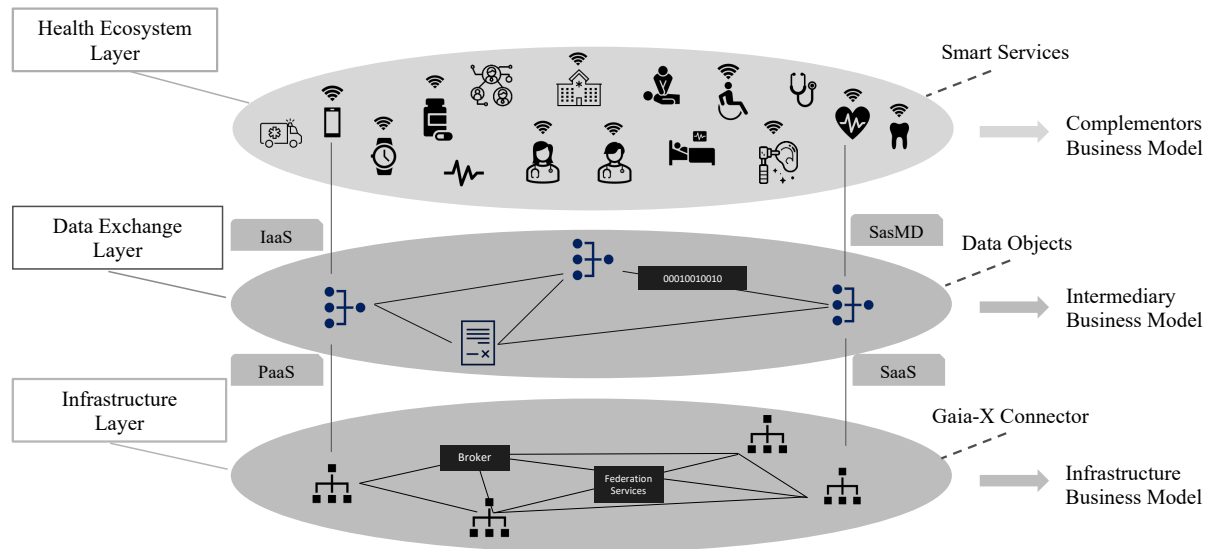 Health Ecosystem
Layer
Smart Services
Complementors
Business Model
Data Exchange
Layer
IaaS
SasMD
Data Objects
00010010010
Intermediary
Business Model
PaaS
SaaS
Infrastructure
Layer
Gaia-X Connector
Broker
Federation
Services
Infrastructure
Business Model